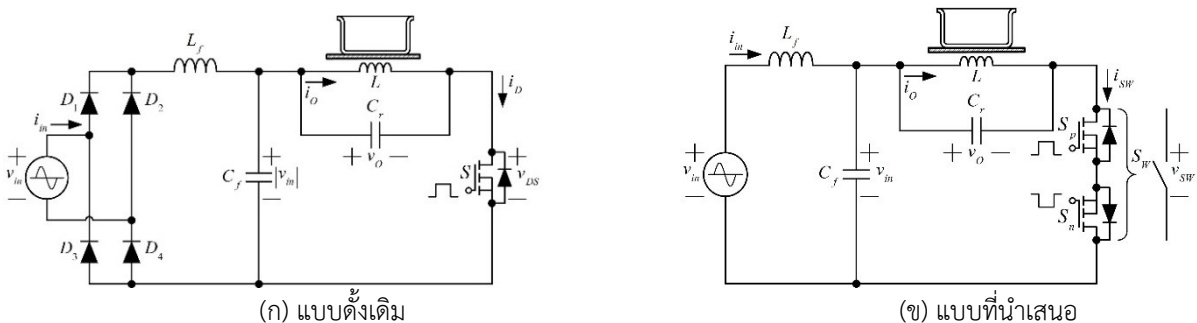 L_f
D_1
D_2
i_in
i_O
L
C_r
+ v_O −
i_D
+
v_in
−
C_f
+
|v_in|
−
S
+
v_DS
−
D_3
D_4
(ก) แบบดั้งเดิม
i_in
L_f
i_O
L
C_r
+ v_O −
i_SW
S_p
+
v_in
−
C_f
+
v_in
−
S_n
S_W
+
v_SW
−
(ข) แบบที่นำเสนอ